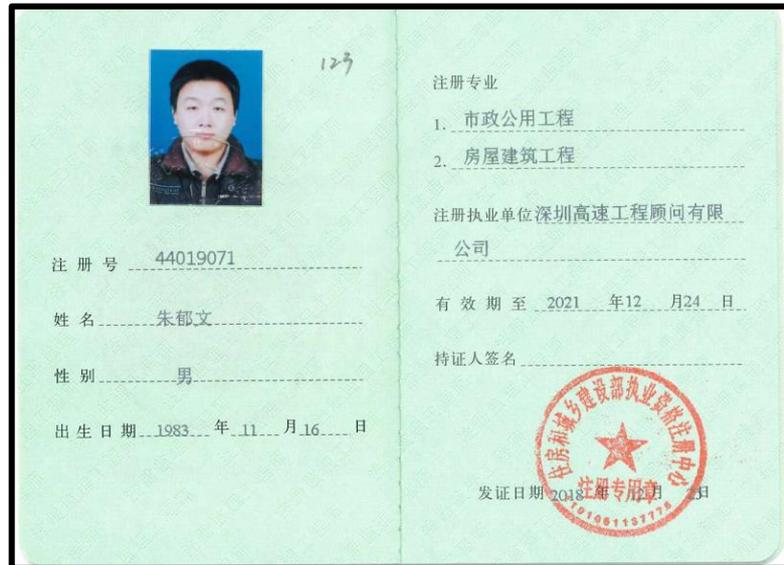 123
注册号 44019071
姓名 朱郁文
性别 男
出生日期 1983 年 11 月 16 日
注册专业
1. 市政公用工程
2. 房屋建筑工程
注册执业单位 深圳高速工程顾问有限
公司
有效期至 2021 年 12 月 24 日
持证人签名
住房和城乡建设部执业资格注册中心
注册专用章
发证日期 2018 年 12 月 日